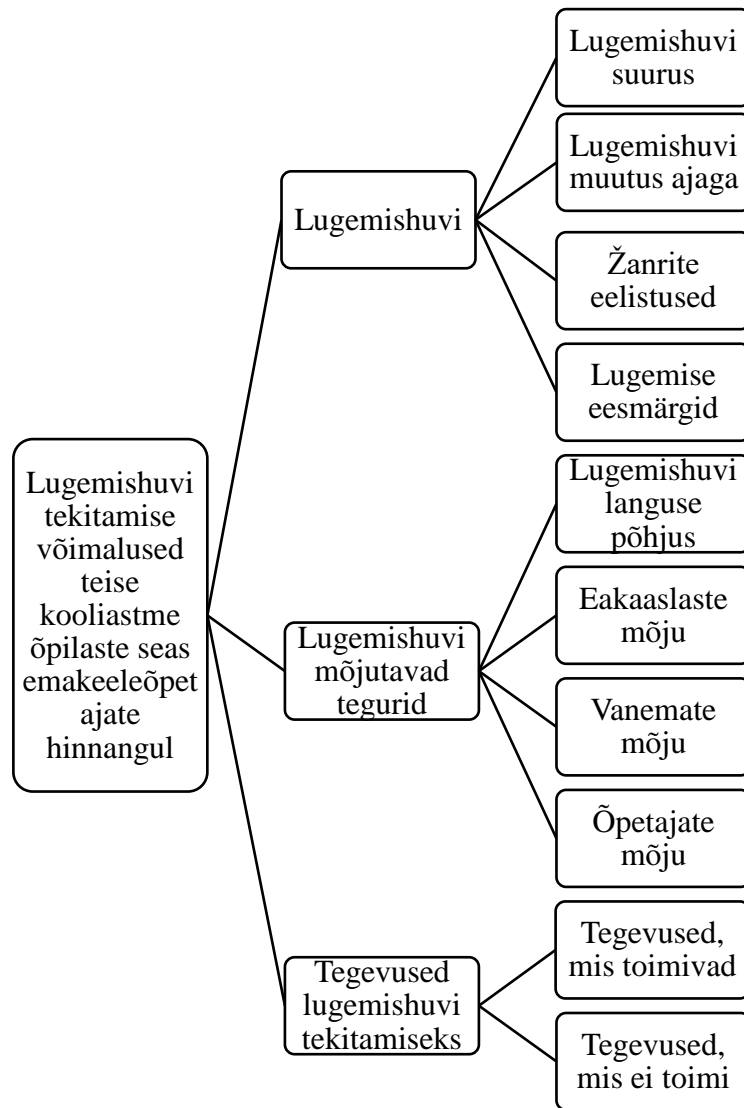 Lugemishuvi
tekitamise
võimalused
teise
kooliastme
õpilaste seas
emakeeleõpet
ajate
hinnangul
Lugemishuvi
Lugemishuvi
suurus
Lugemishuvi
muutus ajaga
Žanrite
eelistused
Lugemise
eesmärgid
Lugemishuvi
mõjutavad
tegurid
Lugemishuvi
languse
põhjus
Eakaaslaste
mõju
Vanemate
mõju
Õpetajate
mõju
Tegevused
lugemishuvi
tekitamiseks
Tegevused,
mis toimivad
Tegevused,
mis ei toimi